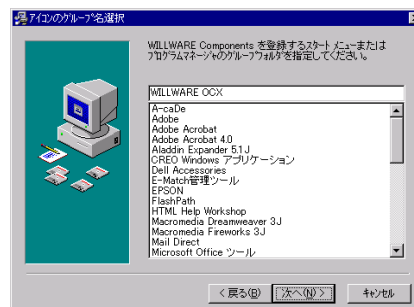 アイコンのグループ名選択
WILLWARE Components を登録するスタート メニューまたは
プログラムマネージャのグループフォルダを指定してください。
WILLWARE OCX
A-caDe
Adobe
Adobe Acrobat
Adobe Acrobat 4.0
Aladdin Expander 5.1J
CREO Windows アプリケーション
Dell Accessories
E-Match管理ツール
EPSON
FlashPath
HTML Help Workshop
Macromedia Dreamweaver 3J
Macromedia Fireworks 3J
Mail Direct
Microsoft Office ツール
< 戻る(B)
次へ(N) >
キャンセル